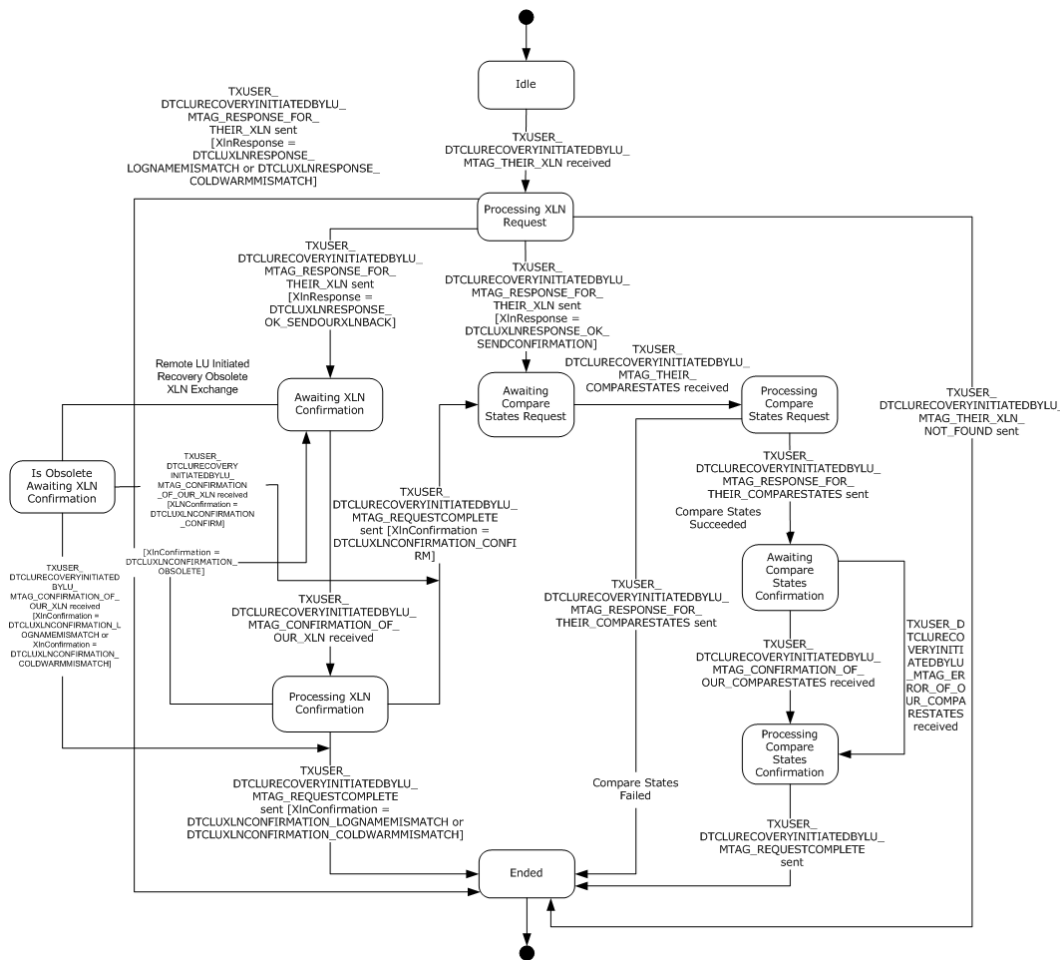 Idle
TXUSER_
DTCLURECOVERYINITIATEDBYLU_
MTAG_RESPONSE_FOR_
THEIR_XLN sent
[XlnResponse =
DTCLUXLNRESPONSE_
LOGNAMEMISMATCH or DTCLUXLNRESPONSE_
COLDWARMMISMATCH]
TXUSER_
DTCLURECOVERYINITIATEDBYLU_
MTAG_THEIR_XLN received
Processing XLN
Request
TXUSER_
DTCLURECOVERYINITIATEDBYLU_
MTAG_RESPONSE_FOR_
THEIR_XLN sent
[XlnResponse =
DTCLUXLNRESPONSE_
OK_SENDOURXLNBACK]
TXUSER_
DTCLURECOVERYINITIATEDBYLU_
MTAG_RESPONSE_FOR_
THEIR_XLN sent
[XlnResponse =
DTCLUXLNRESPONSE_OK_
SENDCONFIRMATION]
TXUSER_
DTCLURECOVERYINITIATEDBYLU_
MTAG_THEIR_
COMPARESTATES received
Remote LU Initiated
Recovery Obsolete
XLN Exchange
Awaiting XLN
Confirmation
Awaiting
Compare
States Request
Processing
Compare
States Request
TXUSER_
DTCLURECOVERYINITIATEDBYLU_
MTAG_THEIR_XLN_
NOT_FOUND sent
Is Obsolete
Awaiting XLN
Confirmation
TXUSER_
DTCLURECOVERY
INITIATEDBYLU_
MTAG_CONFIRMATION
_OF_OUR_XLN received
[XLNConfirmation =
DTCLUXLNCONFIRMATION
_CONFIRM]
TXUSER_
DTCLURECOVERYINITIATEDBYLU_
MTAG_REQUESTCOMPLETE
sent [XlnConfirmation =
DTCLUXLNCONFIRMATION_CONFI
RM]
TXUSER_
DTCLURECOVERYINITIATEDBYLU_
MTAG_RESPONSE_FOR_
THEIR_COMPARESTATES sent
Compare States
Succeeded
[XlnConfirmation =
DTCLUXLNCONFIRMATION_
OBSOLETE]
Awaiting
Compare
States
Confirmation
TXUSER_
DTCLURECOVERYINITIATED
BYLU_
MTAG_CONFIRMATION_OF_
OUR_XLN received
[XlnConfirmation =
DTCLUXLNCONFIRMATION_L
OGNAMEMISMATCH or
XlnConfirmation =
DTCLUXLNCONFIRMATION_
COLDWARMMISMATCH]
TXUSER_
DTCLURECOVERYINITIATEDBYLU_
MTAG_CONFIRMATION_OF_
OUR_XLN received
TXUSER_
DTCLURECOVERYINITIATEDBYLU_
MTAG_RESPONSE_FOR_
THEIR_COMPARESTATES sent
TXUSER_
DTCLURECOVERYINITIATEDBYLU_
MTAG_CONFIRMATION_OF_
OUR_COMPARESTATES received
TXUSER_D
TCLURECO
VERYINITI
ATEDBYLU
_MTAG_ER
ROR_OF_O
UR_COMPA
RESTATES
received
Processing XLN
Confirmation
Processing
Compare
States
Confirmation
TXUSER_
DTCLURECOVERYINITIATEDBYLU_
MTAG_REQUESTCOMPLETE
sent [XlnConfirmation =
DTCLUXLNCONFIRMATION_LOGNAMEMISMATCH or
DTCLUXLNCONFIRMATION_COLDWARMMISMATCH]
Compare States
Failed
TXUSER_
DTCLURECOVERYINITIATEDBYLU_
MTAG_REQUESTCOMPLETE
sent
Ended